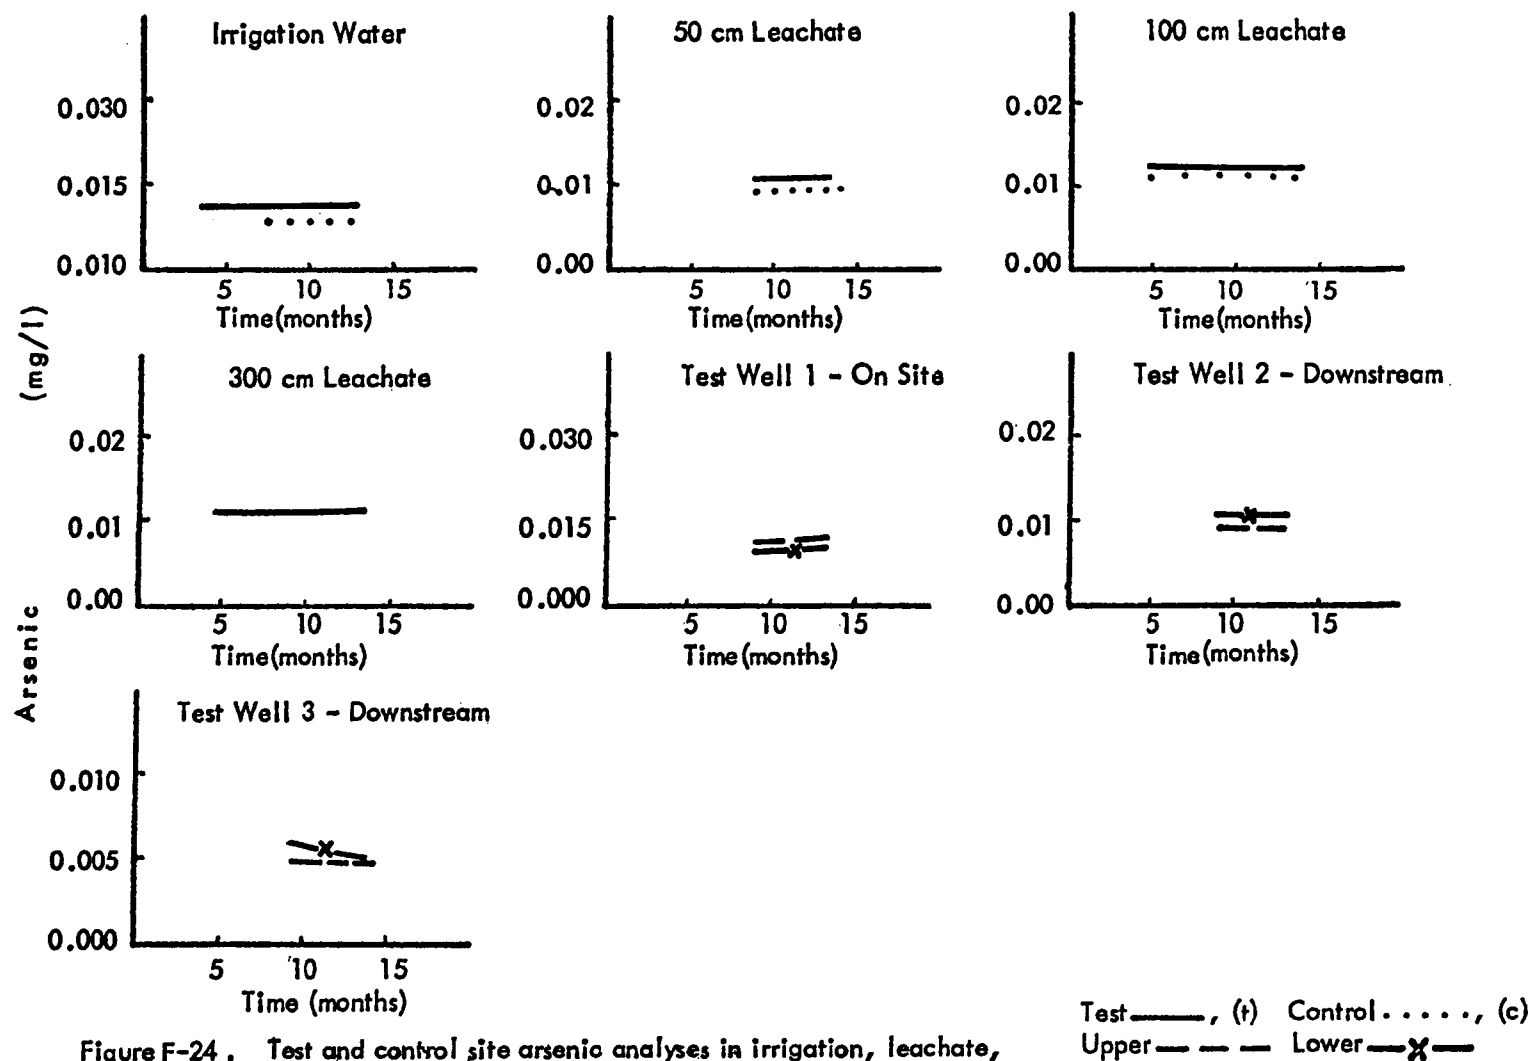 Irrigation Water
0.030
0.015
0.010
5 10 15
Time(months)
50 cm Leachate
0.02
0.01
0.00
5 10 15
Time(months)
100 cm Leachate
0.02
0.01
0.00
5 10 15
Time(months)
Arsenic (mg/l)
300 cm Leachate
0.02
0.01
0.00
5 10 15
Time(months)
Test Well 1 - On Site
0.030
0.015
0.000
5 10 15
Time(months)
Test Well 2 - Downstream
0.02
0.01
0.00
5 10 15
Time(months)
Test Well 3 - Downstream
0.010
0.005
0.000
5 10 15
Time (months)
Test, (t) Control ....., (c)
Upper Lower
Figure F-24. Test and control site arsenic analyses in irrigation, leachate,